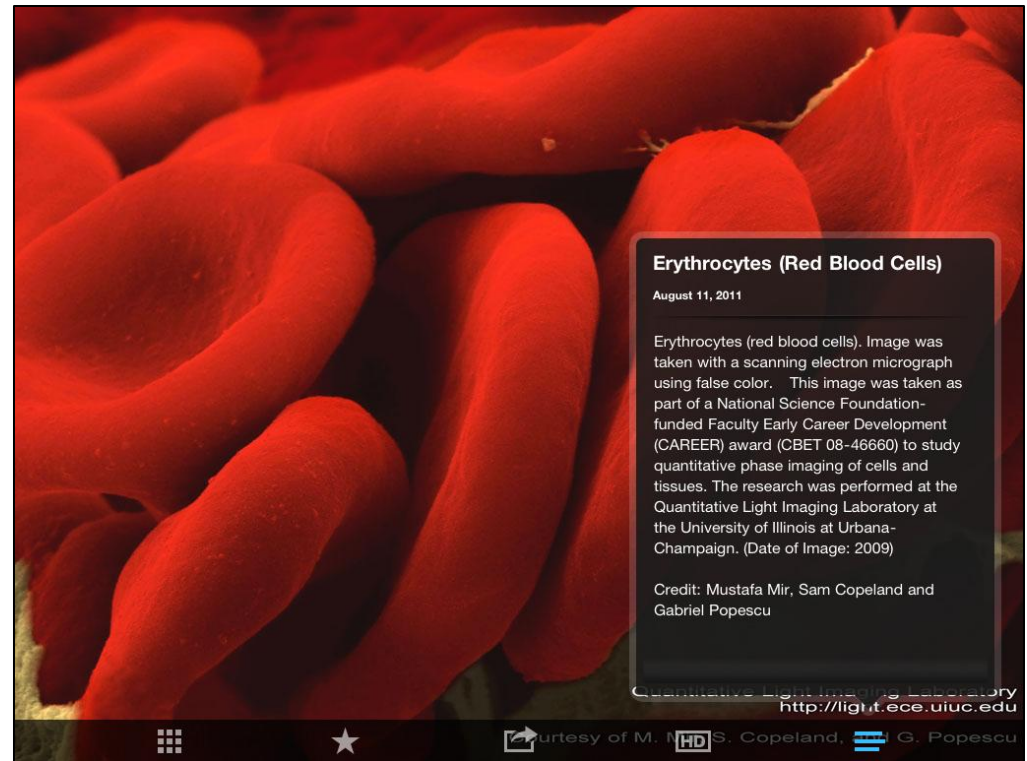 Erythrocytes (Red Blood Cells)
August 11, 2011
Erythrocytes (red blood cells). Image was
taken with a scanning electron micrograph
using false color.    This image was taken as
part of a National Science Foundation-
funded Faculty Early Career Development
(CAREER) award (CBET 08-46660) to study
quantitative phase imaging of cells and
tissues. The research was performed at the
Quantitative Light Imaging Laboratory at
the University of Illinois at Urbana-
Champaign. (Date of Image: 2009)
Credit: Mustafa Mir, Sam Copeland and
Gabriel Popescu
Quantitative Light Imaging Laboratory
http://light.ece.uiuc.edu
HD
Courtesy of M. S. Copeland, and G. Popescu